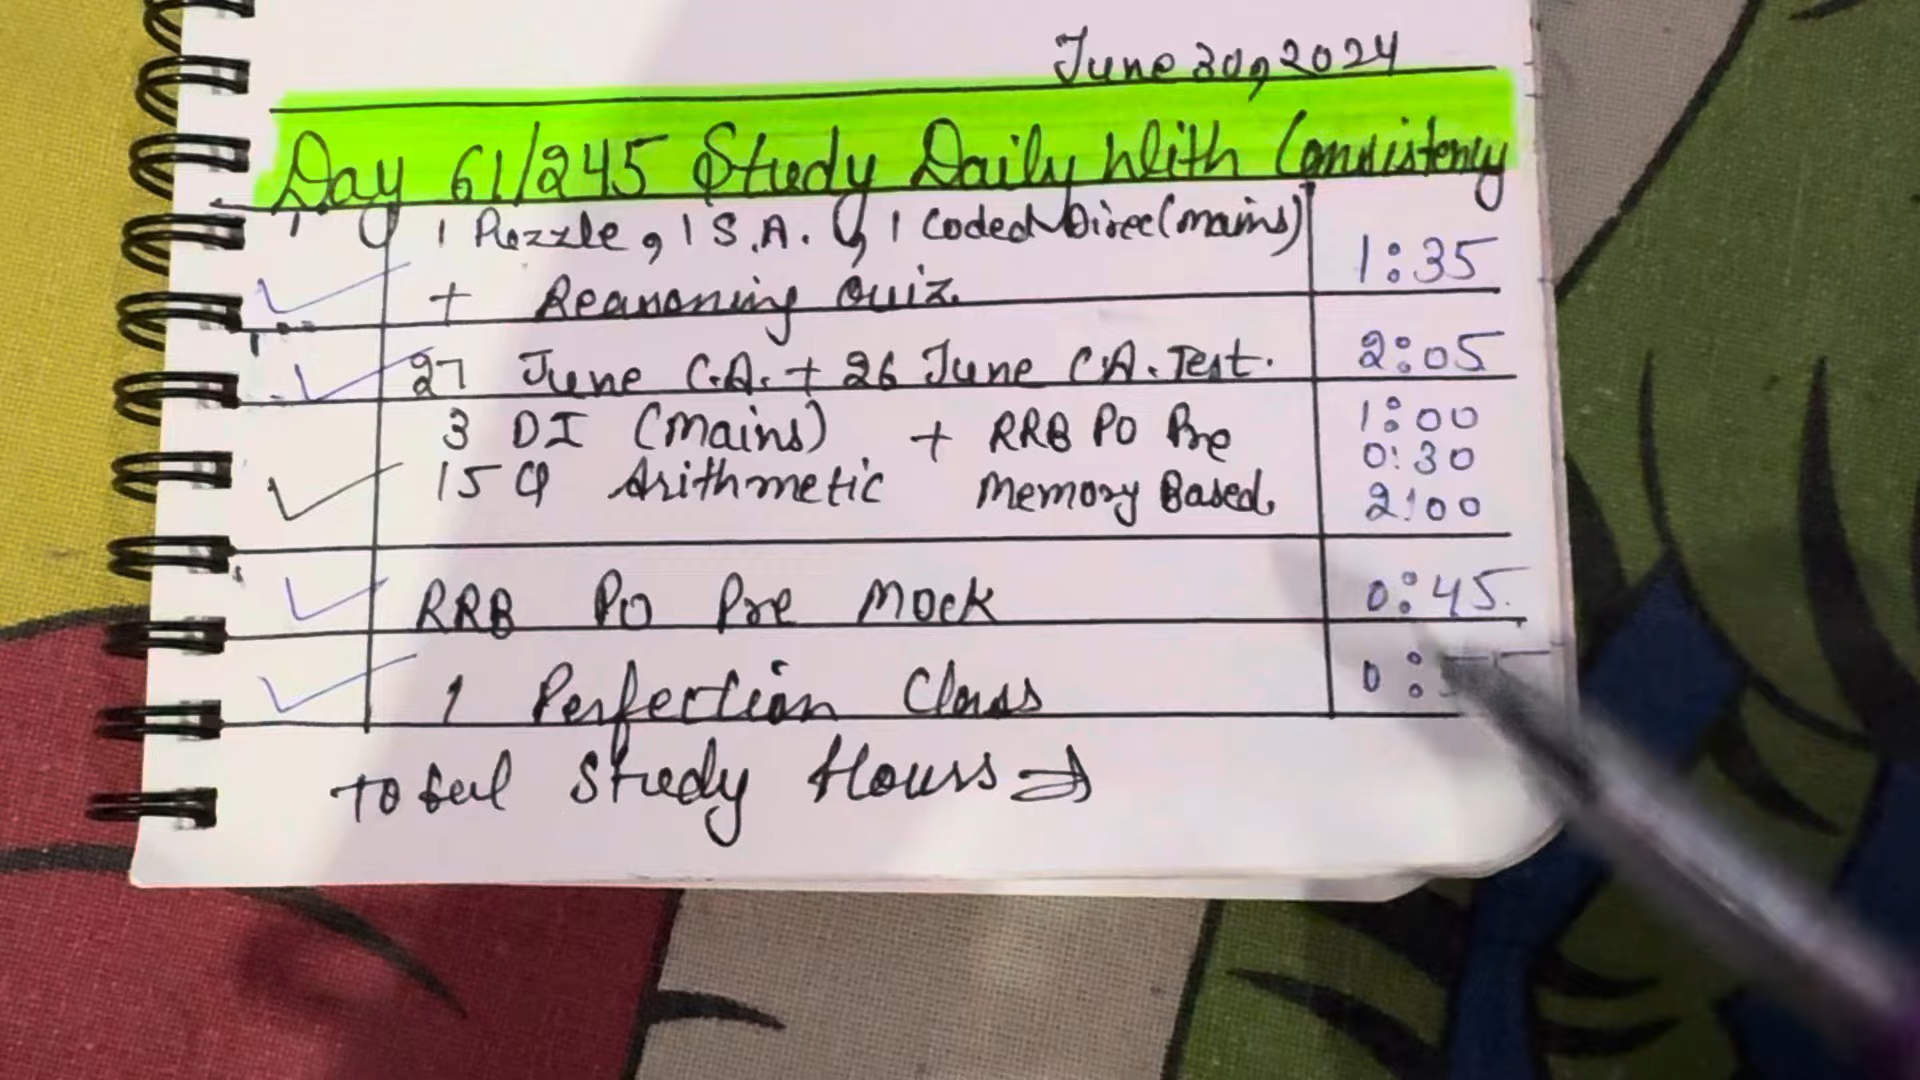 June 30, 2024
Day 61/245 Study Daily With Consistency
1 Puzzle, 1 S.A., 1 Coded Direc(mains) 1:35
+ Reasoning Quiz.
27 June C.A. + 26 June C.A. Test. 2:05
3 DI (mains) + RRB PO Pre 1:00
0:30
15 Q Arithmetic Memory Based. 2:00
RRB PO Pre Mock 0:45.
1 Perfection Class 0:
Total Study Hours ⇒